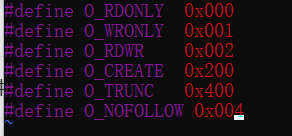 #define O_RDONLY  0x000
#define O_WRONLY  0x001
#define O_RDWR    0x002
#define O_CREATE  0x200
#define O_TRUNC   0x400
#define O_NOFOLLOW 0x004
~